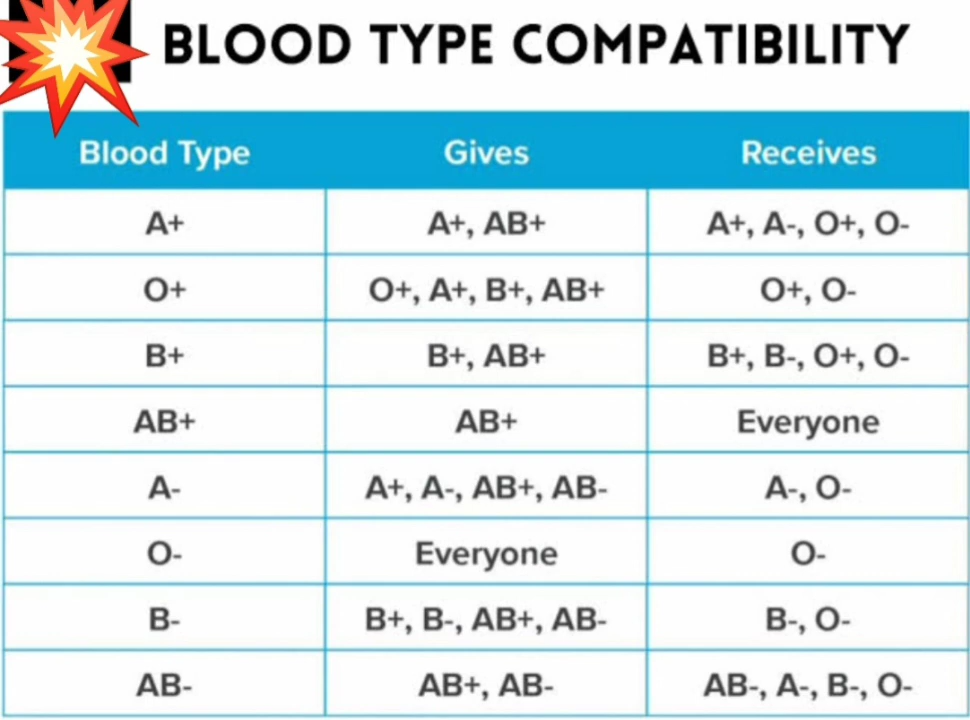 BLOOD TYPE COMPATIBILITY
Blood Type Gives Receives
A+ A+, AB+ A+, A-, O+, O-
O+ O+, A+, B+, AB+ O+, O-
B+ B+, AB+ B+, B-, O+, O-
AB+ AB+ Everyone
A- A+, A-, AB+, AB- A-, O-
O- Everyone O-
B- B+, B-, AB+, AB- B-, O-
AB- AB+, AB- AB-, A-, B-, O-